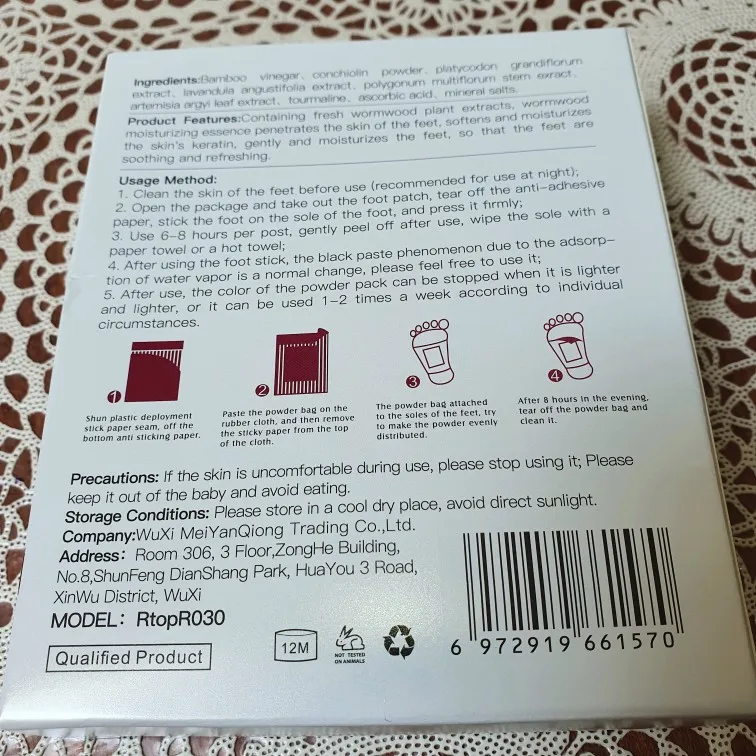 Ingredients:Bamboo vinegar、conchiolin powder、platycodon grandiflorum
extract、lavandula angustifolia extract、polygonum multiflorum stem exract、
artemisia argyi leaf extract、tourmaline、ascorbic acid、mineral salts.
Product Features:Containing fresh wormwood plant extracts, wormwood
moisturizing essence penetrates the skin of the feet, softens and moisturizes
the skin's keratin, gently and moisturizes the feet, so that the feet are
soothing and refreshing.
Usage Method:
1. Clean the skin of the feet before use (recommended for use at night);
2. Open the package and take out the foot patch, tear off the anti-adhesive
paper, stick the foot on the sole of the foot, and press it firmly;
3. Use 6-8 hours per post, gently peel off after use, wipe the sole with a
paper towel or a hot towel;
4. After using the foot stick, the black paste phenomenon due to the adsorp-
tion of water vapor is a normal change, please feel free to use it;
5. After use, the color of the powder pack can be stopped when it is lighter
and lighter, or it can be used 1-2 times a week according to individual
circumstances.
1
2
3
4
Shun plastic deployment
stick paper seam, off the
bottom anti sticking paper.
Paste the powder bag on the
rubber cloth, and then remove
the sticky paper from the top
of the cloth.
The powder bag attached
to the soles of the feet, try
to make the powder evenly
distributed.
After 8 hours in the evening,
tear off the powder bag and
clean it.
Precautions: If the skin is uncomfortable during use, please stop using it; Please
keep it out of the baby and avoid eating.
Storage Conditions: Please store in a cool dry place, avoid direct sunlight.
Company:WuXi MeiYanQiong Trading Co.,Ltd.
Address: Room 306, 3 Floor,ZongHe Building,
No.8,ShunFeng DianShang Park, HuaYou 3 Road,
XinWu District, WuXi
MODEL: RtopR030
Qualified Product
12M
NOT TESTED
ON ANIMALS
6 972919 661570